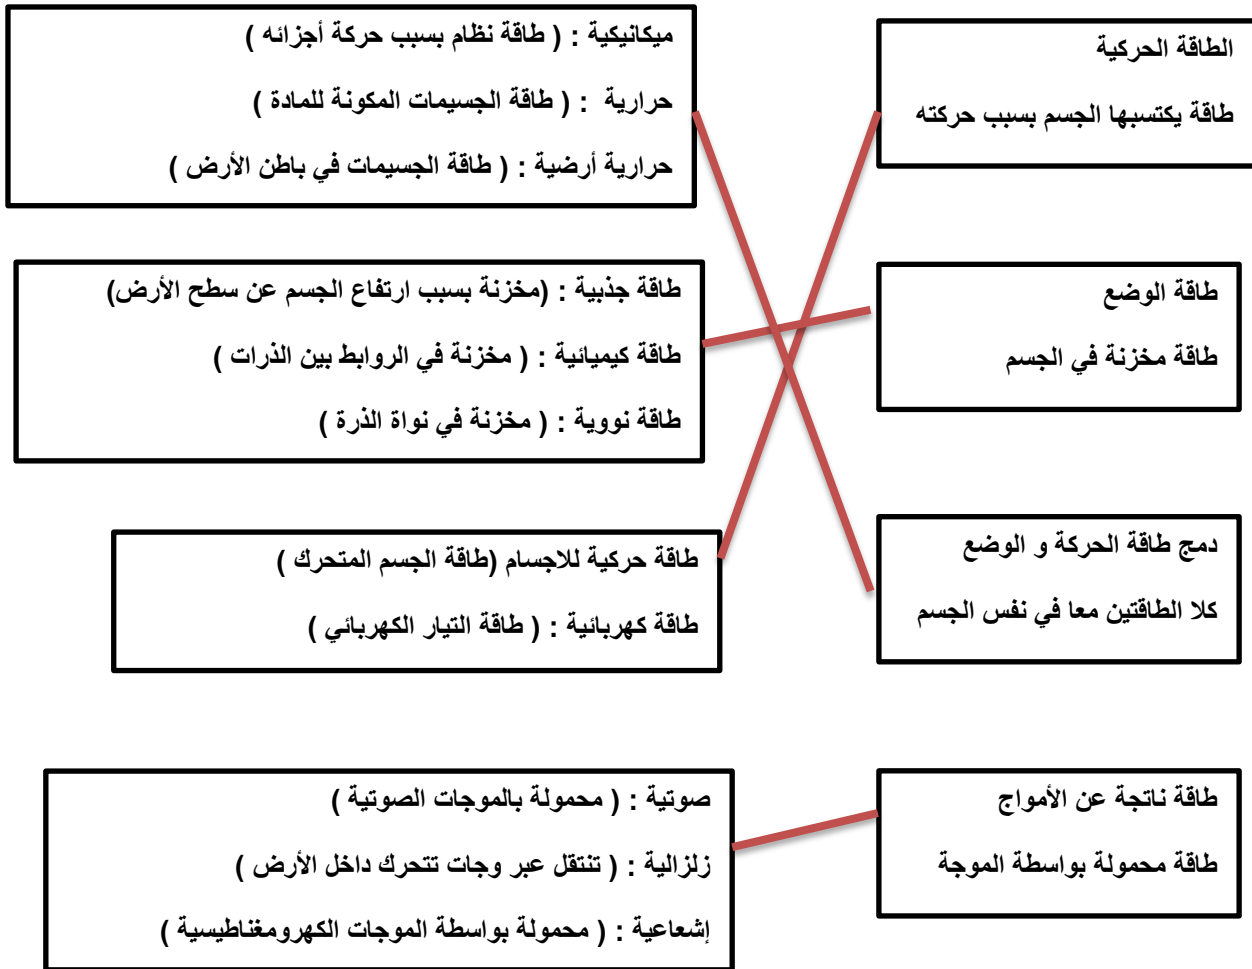 الطاقة الحركية
طاقة يكتسبها الجسم بسبب حركته
ميكانيكية : ( طاقة نظام بسبب حركة أجزائه )
حرارية : ( طاقة الجسيمات المكونة للمادة )
حرارية أرضية : ( طاقة الجسيمات في باطن الأرض )
طاقة الوضع
طاقة مخزنة في الجسم
طاقة جذبية : (مخزنة بسبب ارتفاع الجسم عن سطح الأرض)
طاقة كيميائية : ( مخزنة في الروابط بين الذرات )
طاقة نووية : ( مخزنة في نواة الذرة )
دمج طاقة الحركة و الوضع
كلا الطاقتين معا في نفس الجسم
طاقة حركية للاجسام (طاقة الجسم المتحرك )
طاقة كهربائية : ( طاقة التيار الكهربائي )
طاقة ناتجة عن الأمواج
طاقة محمولة بواسطة الموجة
صوتية : ( محمولة بالموجات الصوتية )
زلزالية : ( تنتقل عبر وجات تتحرك داخل الأرض )
إشعاعية : ( محمولة بواسطة الموجات الكهرومغناطيسية )